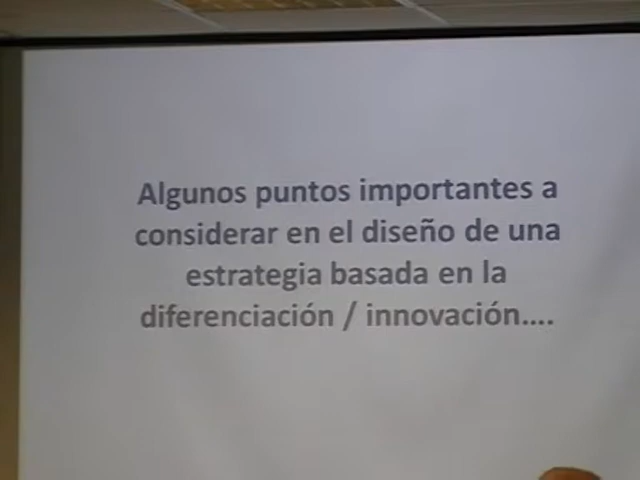 Algunos puntos importantes a
considerar en el diseño de una
estrategia basada en la
diferenciación / innovación....